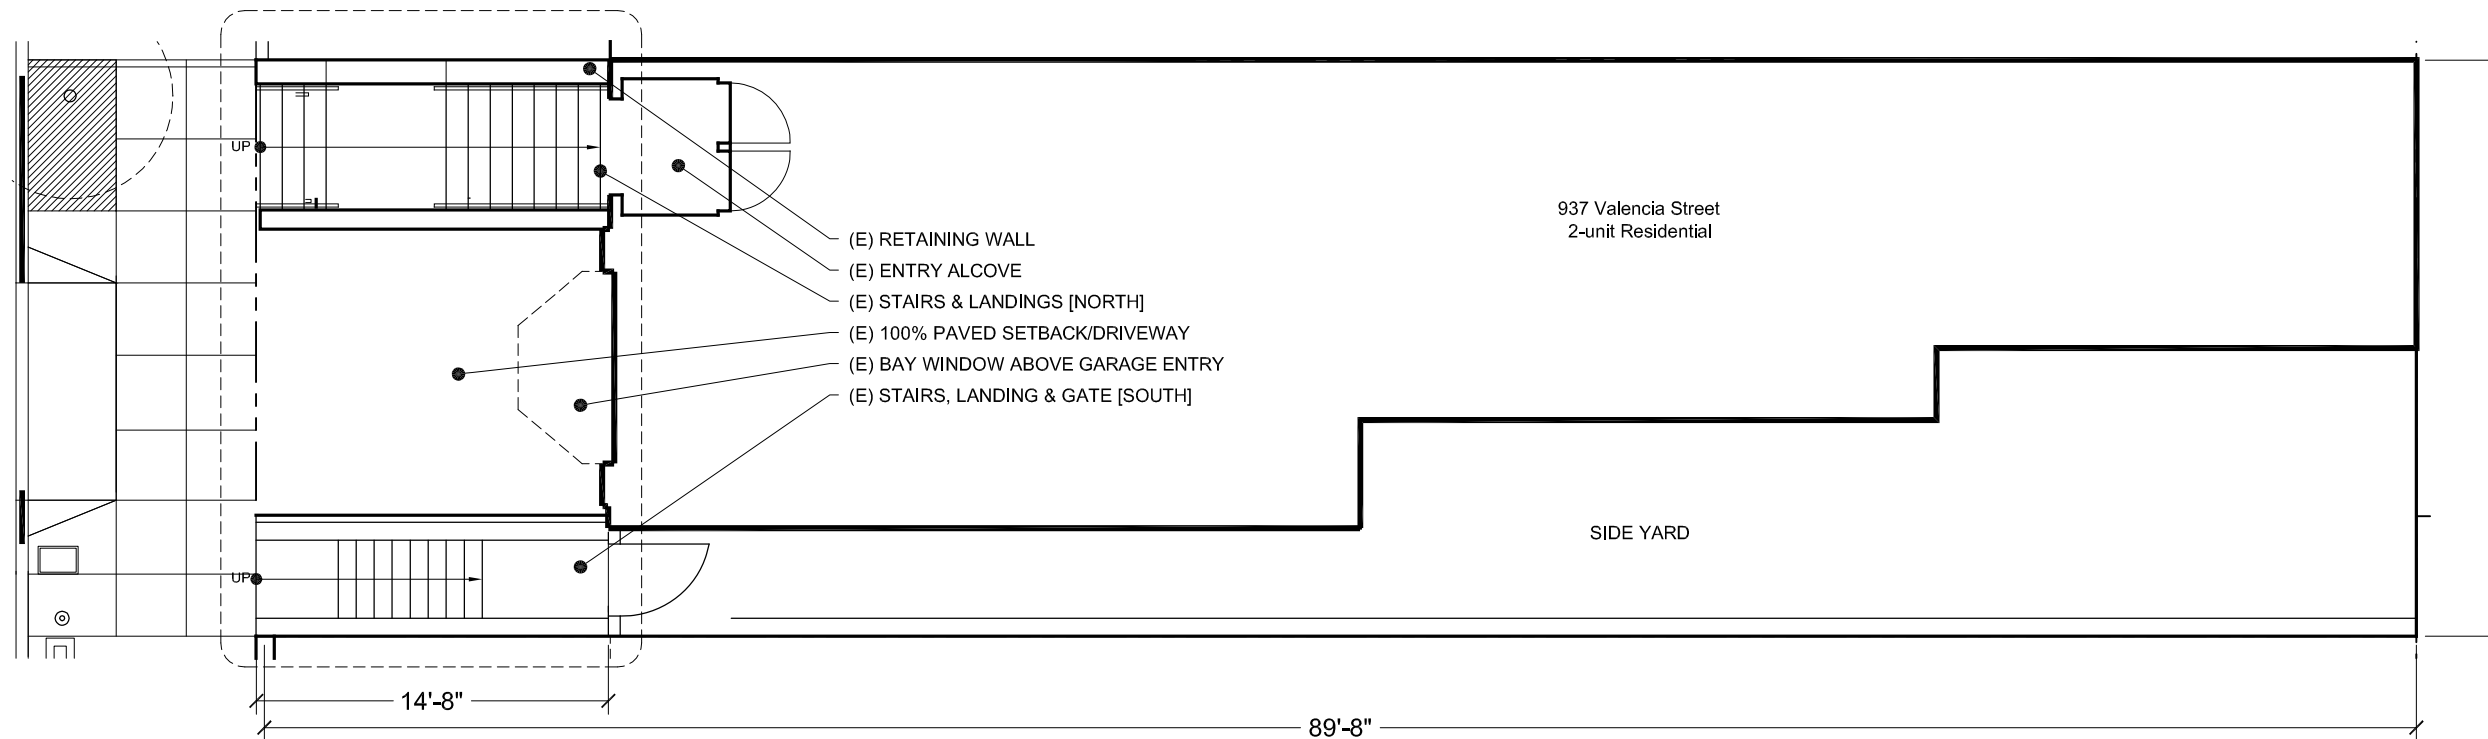 UP
937 Valencia Street
2-unit Residential
(E) RETAINING WALL
(E) ENTRY ALCOVE
(E) STAIRS & LANDINGS [NORTH]
(E) 100% PAVED SETBACK/DRIVEWAY
(E) BAY WINDOW ABOVE GARAGE ENTRY
(E) STAIRS, LANDING & GATE [SOUTH]
SIDE YARD
UP
14'-8"
89'-8"